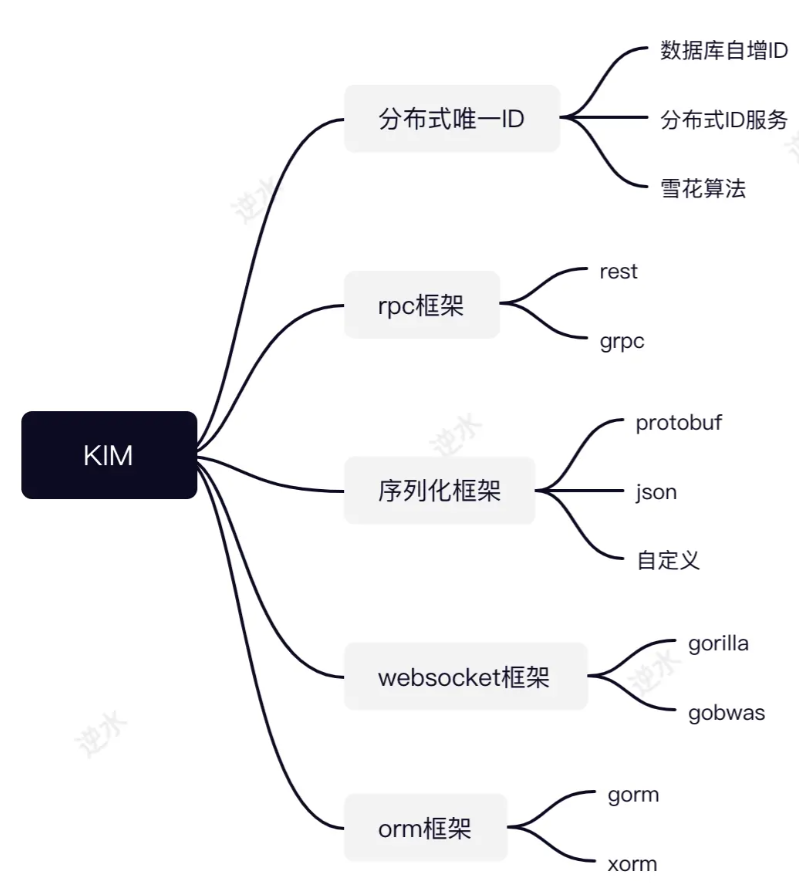 KIM
分布式唯一ID
数据库自增ID
分布式ID服务
雪花算法
rpc框架
rest
grpc
序列化框架
protobuf
json
自定义
websocket框架
gorilla
gobwas
orm框架
gorm
xorm
逆水
逆水
逆水
逆水